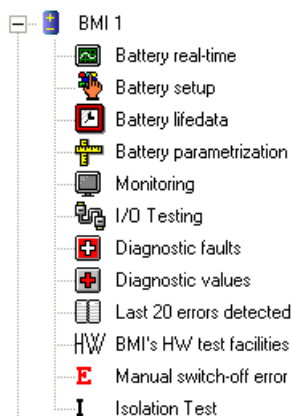 BMI 1
Battery real-time
Battery setup
Battery lifedata
Battery parametrization
Monitoring
I/O Testing
Diagnostic faults
Diagnostic values
Last 20 errors detected
HW BMI's HW test facilities
E Manual switch-off error
I Isolation Test